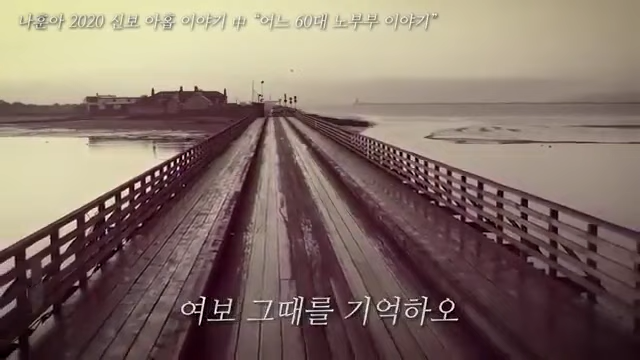 나훈아 2020 신보 아홉 이야기 中 "어느 60대 노부부 이야기"
여보 그때를 기억하오